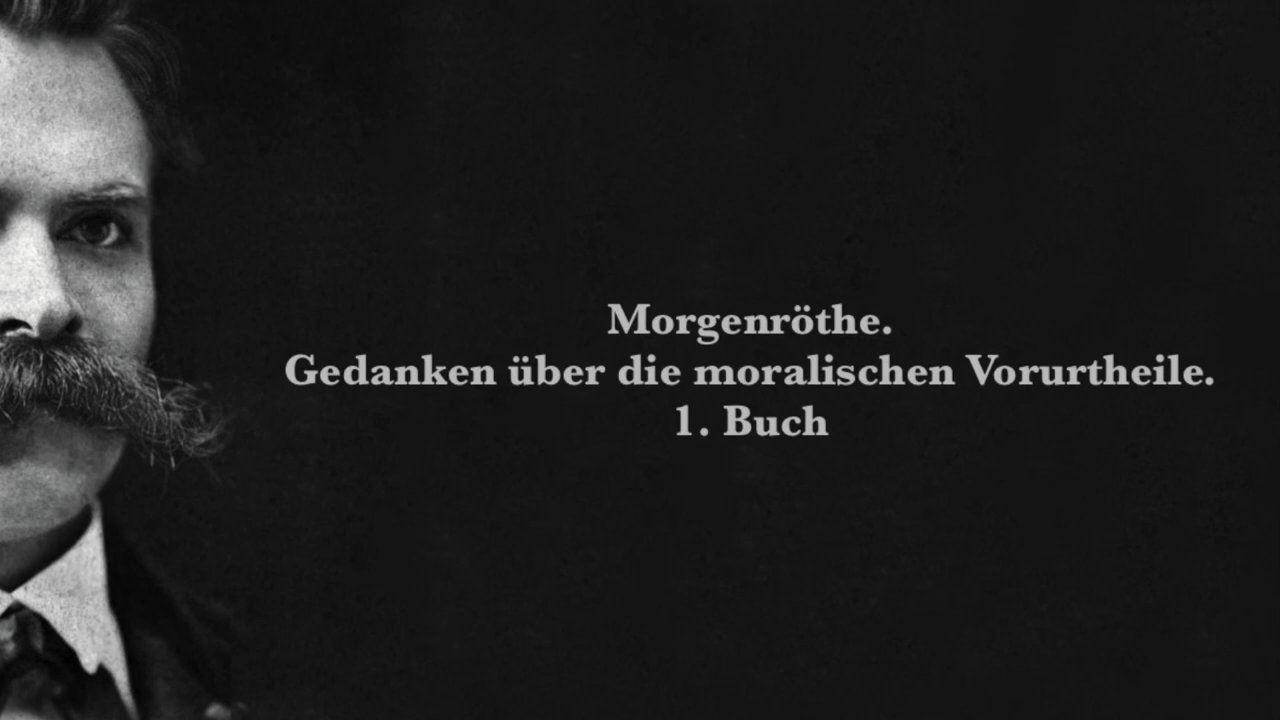 Morgenröthe.
Gedanken über die moralischen Vorurtheile.
1. Buch